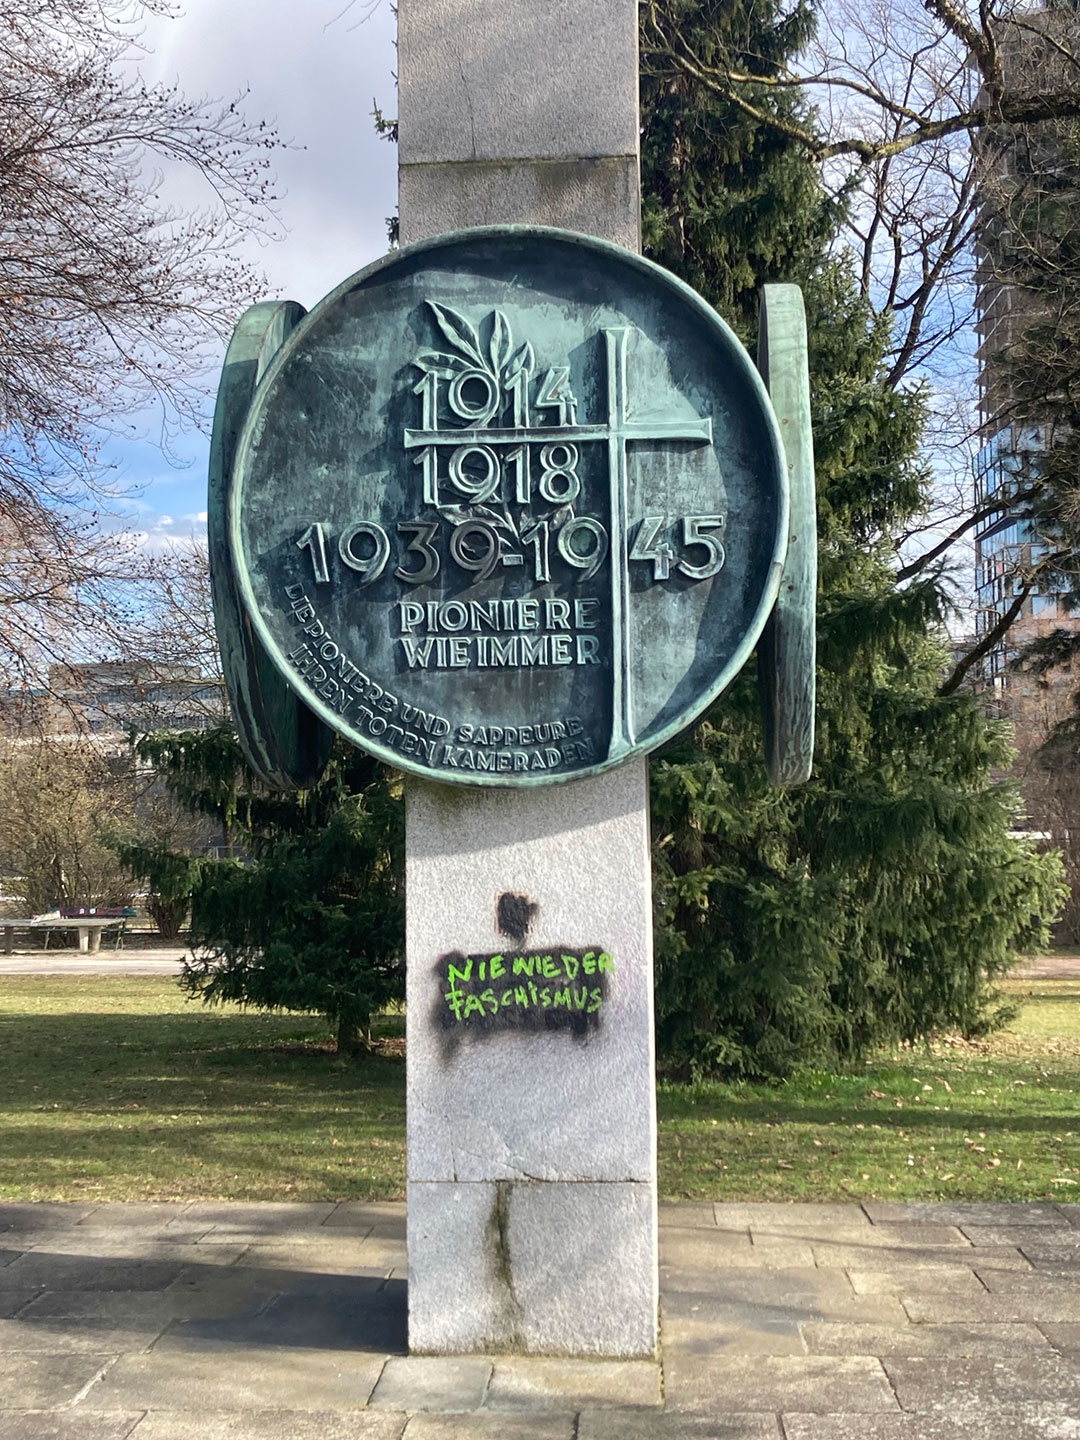 1914
1918
1939-1945
PIONIERE
WIE IMMER
DIE PIONIERE UND SAPPEURE
IHREN TOTEN KAMERADEN
NIE WIEDER
FASCHISMUS